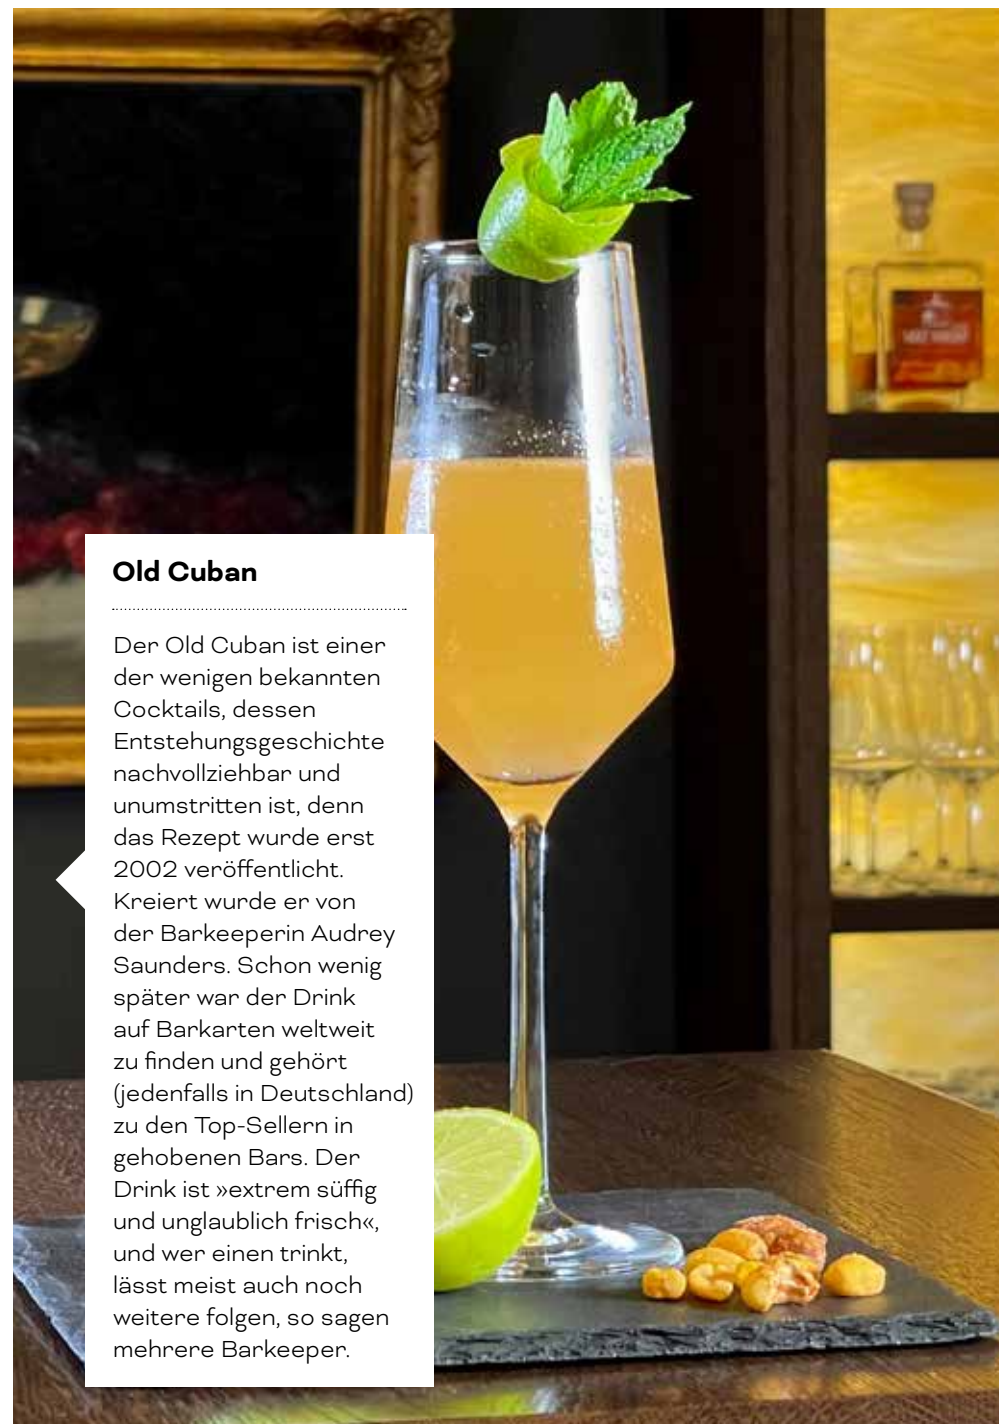 Old Cuban
Der Old Cuban ist einer
der wenigen bekannten
Cocktails, dessen
Entstehungsgeschichte
nachvollziehbar und
unumstritten ist, denn
das Rezept wurde erst
2002 veröffentlicht.
Kreiert wurde er von
der Barkeeperin Audrey
Saunders. Schon wenig
später war der Drink
auf Barkarten weltweit
zu finden und gehört
(jedenfalls in Deutschland)
zu den Top-Sellern in
gehobenen Bars. Der
Drink ist »extrem süffig
und unglaublich frisch«,
und wer einen trinkt,
lässt meist auch noch
weitere folgen, so sagen
mehrere Barkeeper.